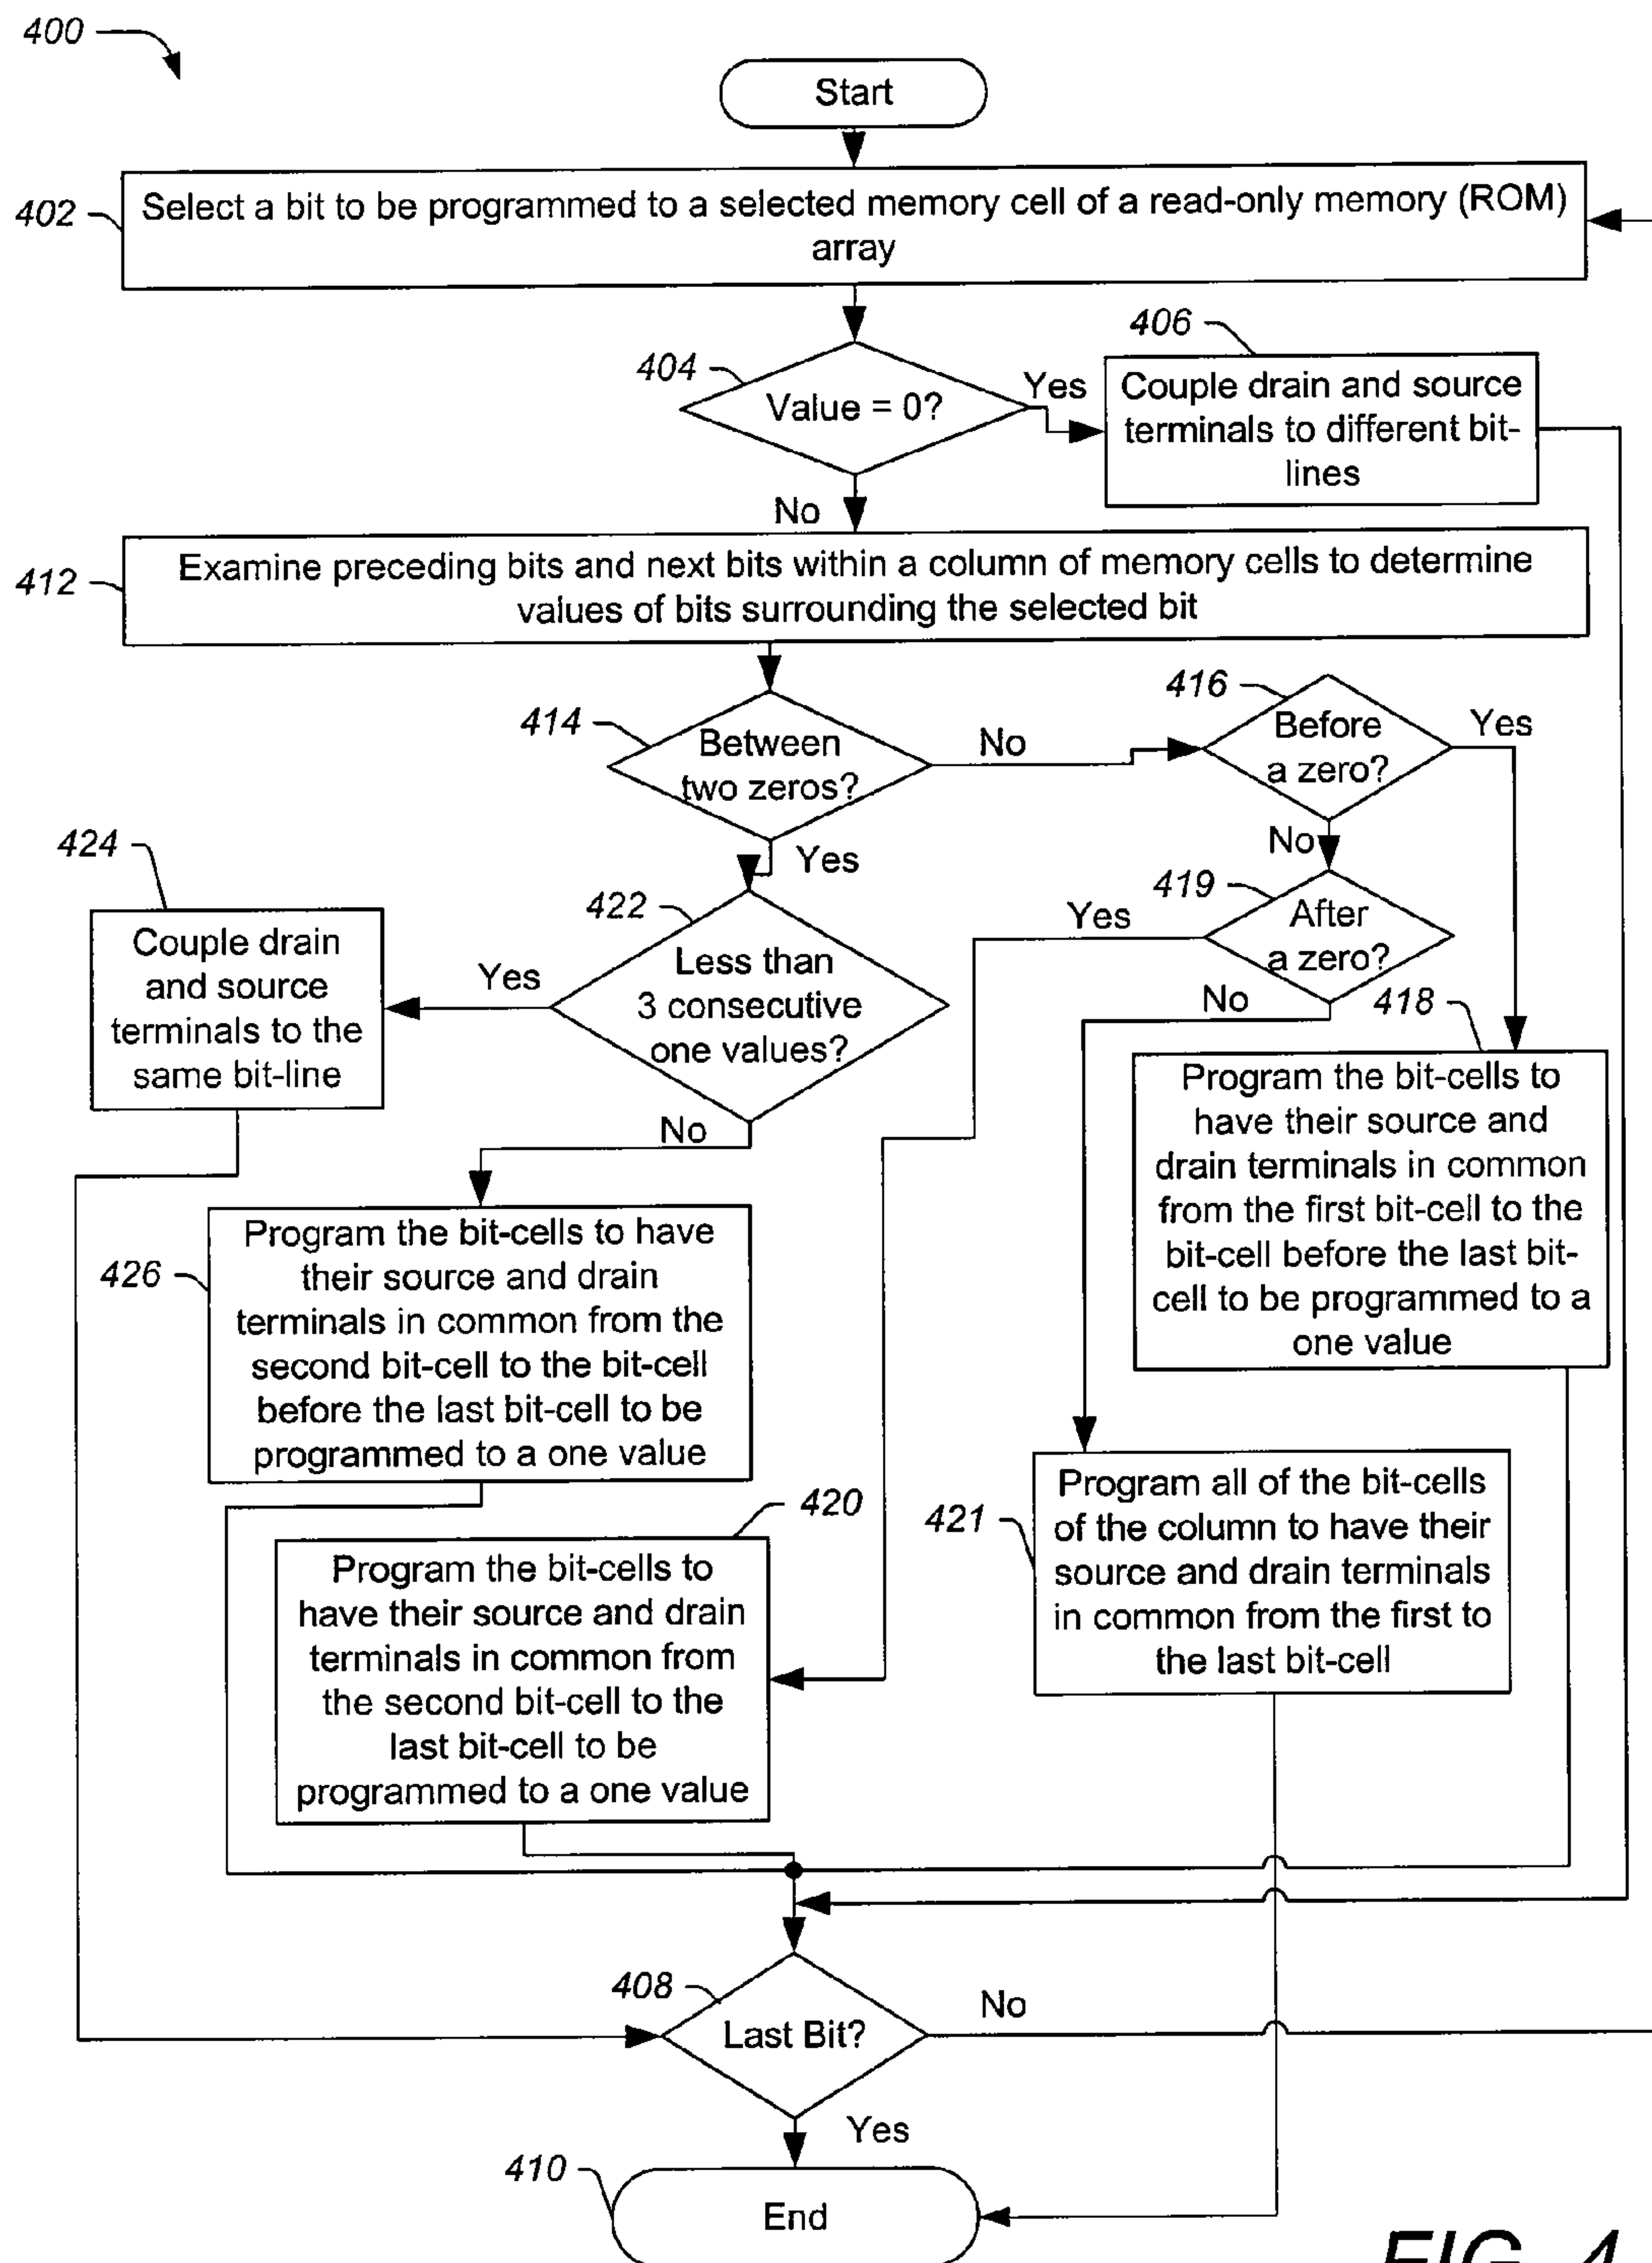 400
Start
402
Select a bit to be programmed to a selected memory cell of a read-only memory (ROM)
array
404
Value = 0?
Yes
406
Couple drain and source
terminals to different bit-
lines
No
412
Examine preceding bits and next bits within a column of memory cells to determine
values of bits surrounding the selected bit
414
Between
two zeros?
No
416
Before
a zero?
Yes
No
Yes
419
After
a zero?
Yes
No
424
Couple drain
and source
terminals to the
same bit-line
422
Less than
3 consecutive
one values?
Yes
No
418
Program the bit-cells to
have their source and
drain terminals in common
from the first bit-cell to the
bit-cell before the last bit-
cell to be programmed to a
one value
426
Program the bit-cells to have
their source and drain
terminals in common from the
second bit-cell to the bit-cell
before the last bit-cell to be
programmed to a one value
420
Program the bit-cells to
have their source and drain
terminals in common from
the second bit-cell to the
last bit-cell to be
programmed to a one value
421
Program all of the bit-cells
of the column to have their
source and drain terminals
in common from the first to
the last bit-cell
408
Last Bit?
No
Yes
410
End
FIG. 4